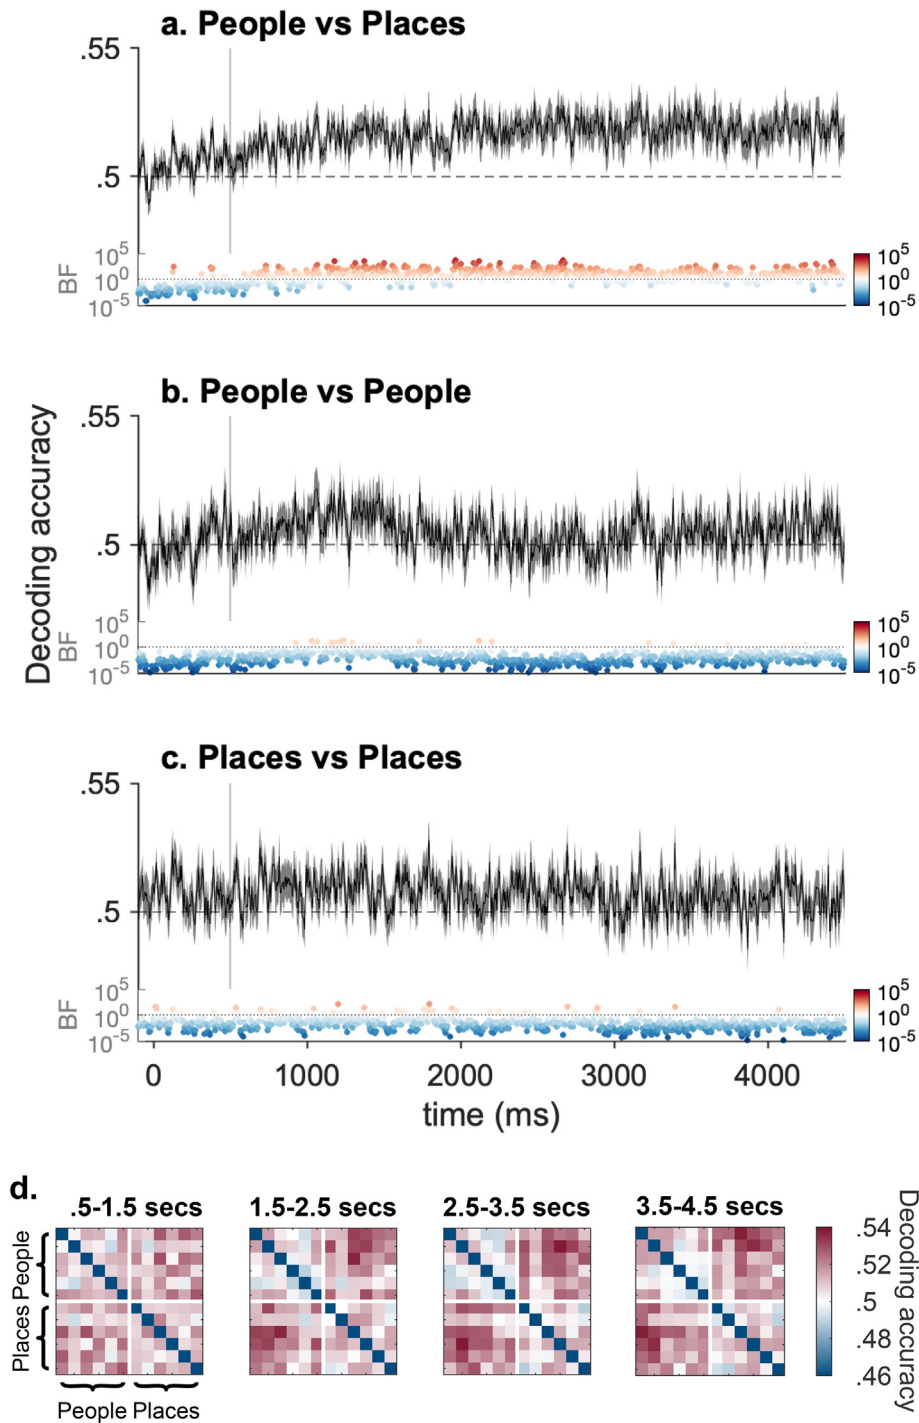 a. People vs Places
.55
.5
BF
10^5
10^0
10^-5
10^5
10^0
10^-5
b. People vs People
Decoding accuracy
.55
.5
BF
10^5
10^0
10^-5
10^5
10^0
10^-5
c. Places vs Places
.55
.5
BF
10^5
10^0
10^-5
10^5
10^0
10^-5
0 1000 2000 3000 4000
time (ms)
d.
.5-1.5 secs 1.5-2.5 secs 2.5-3.5 secs 3.5-4.5 secs
People
Places
People Places
.54
.52
.5
.48
.46
Decoding accuracy